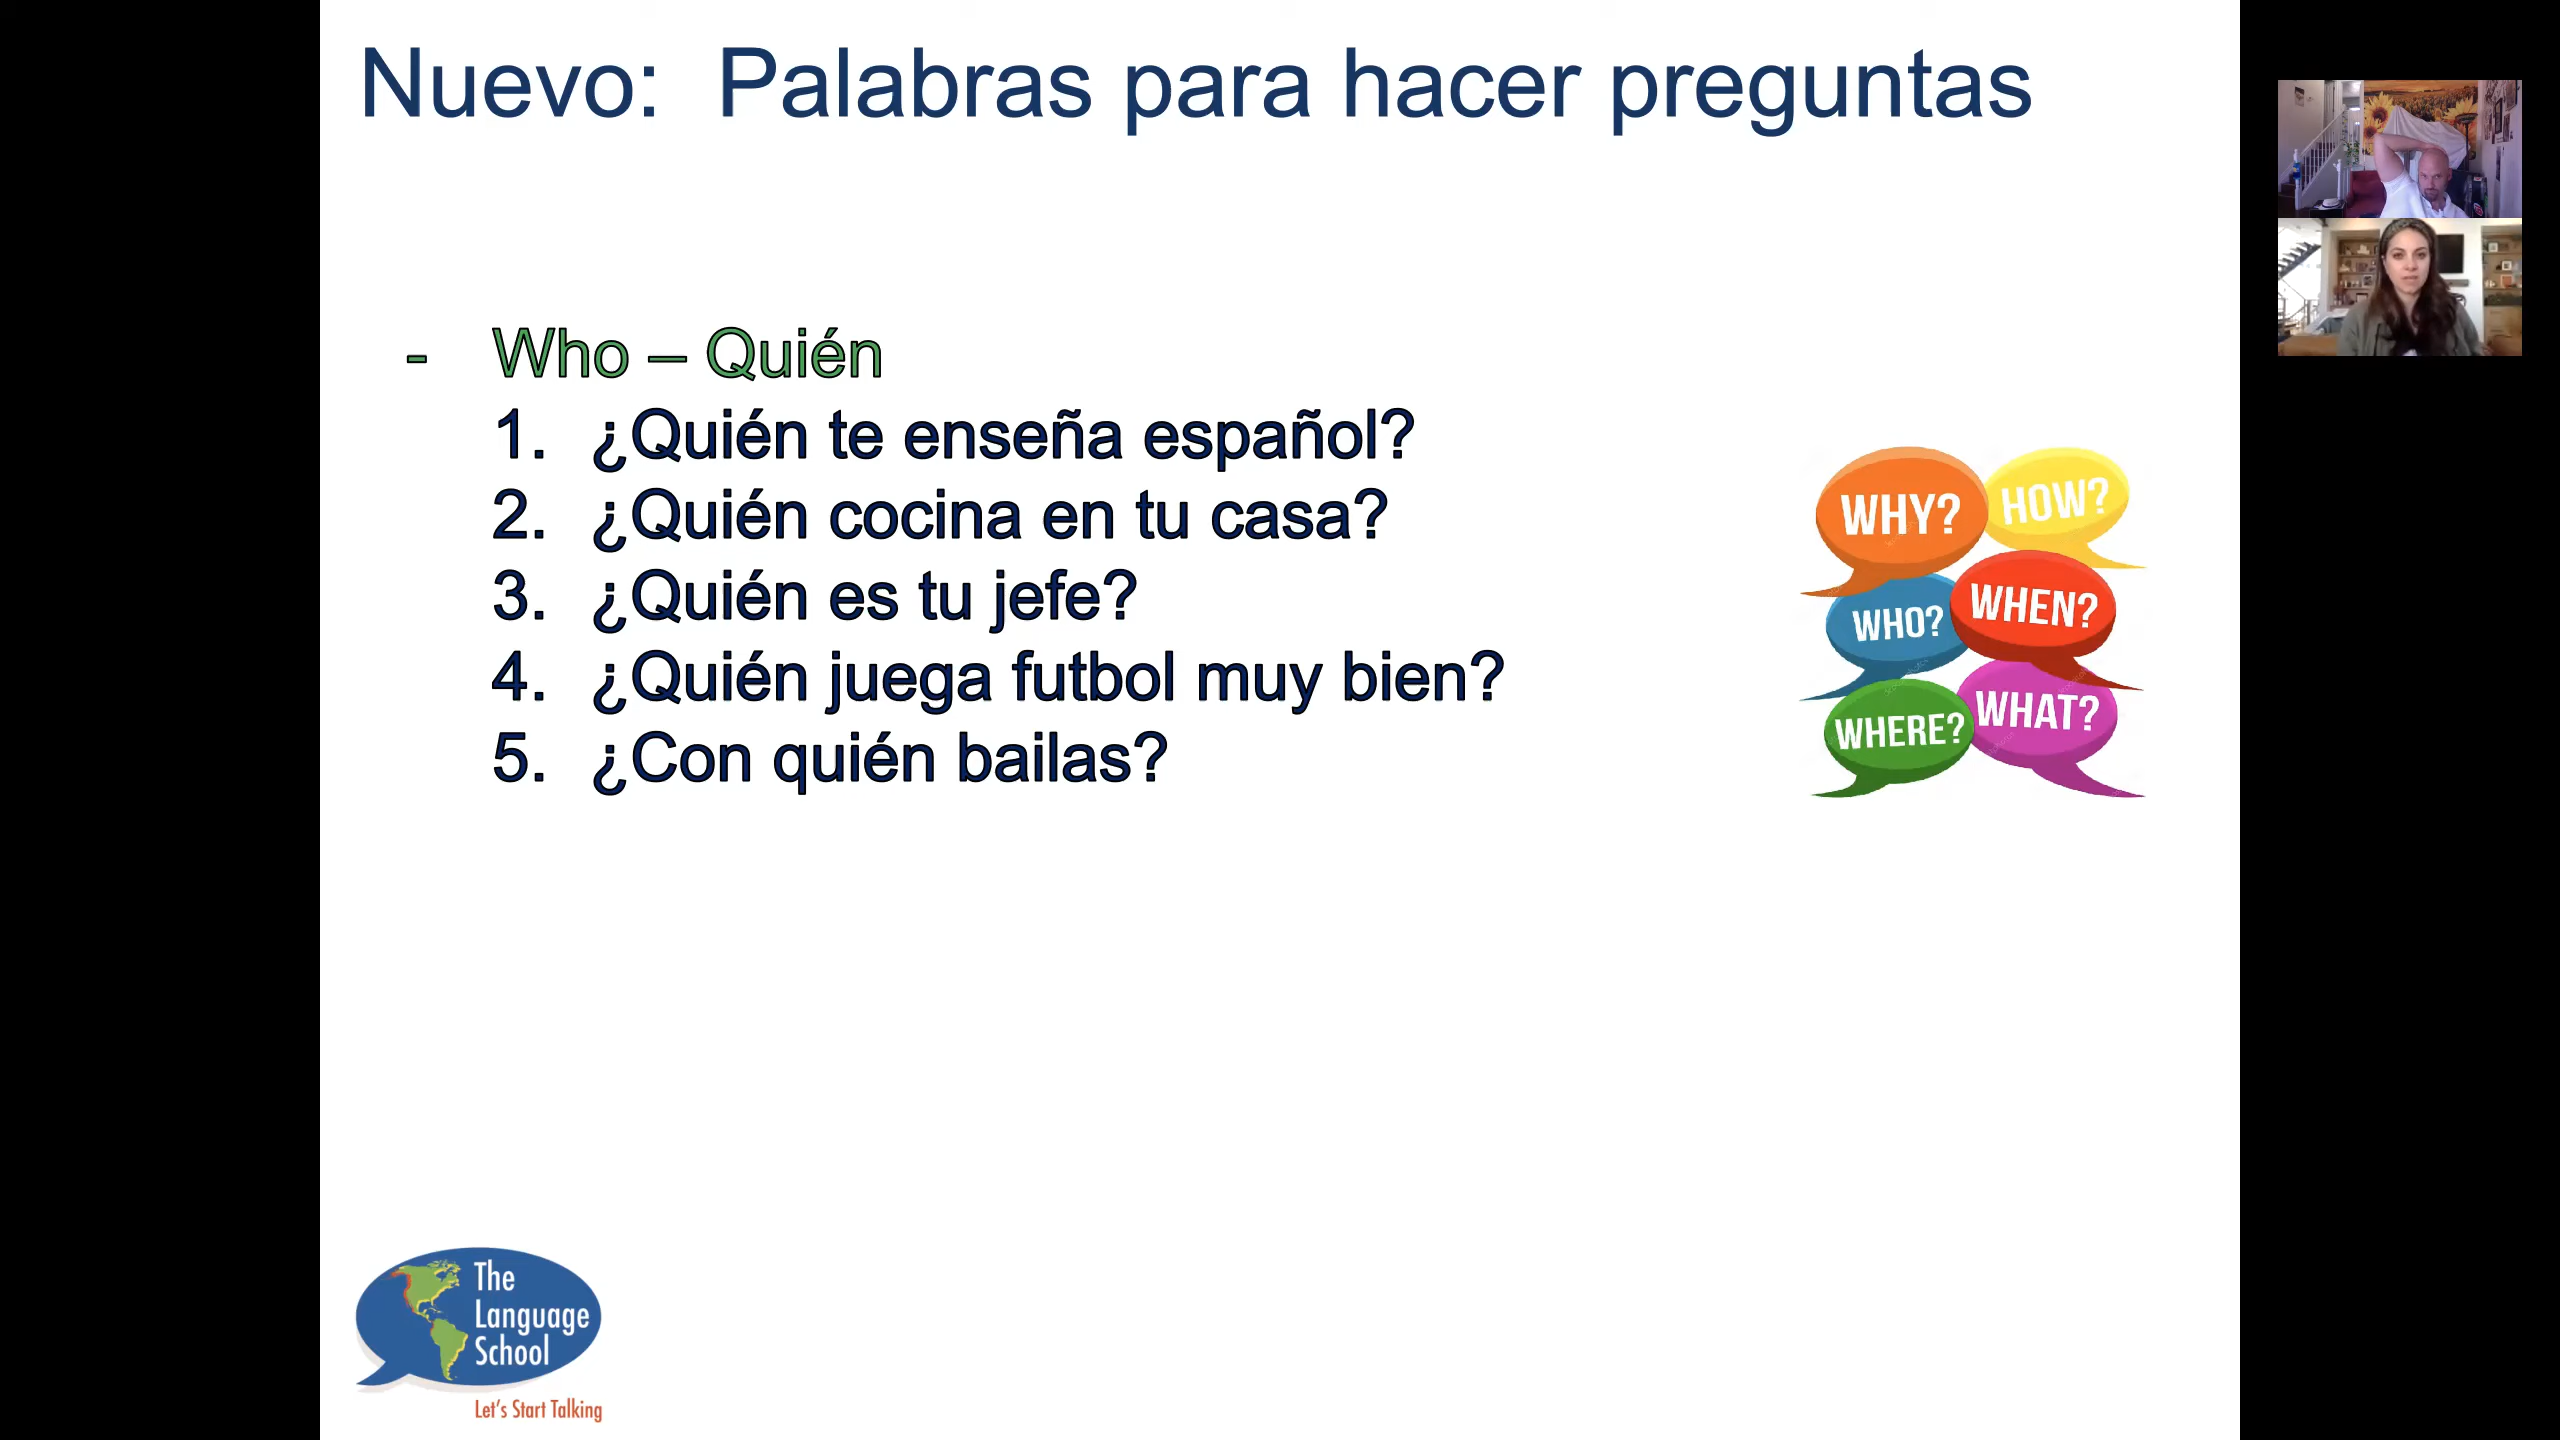 Nuevo:  Palabras para hacer preguntas
- Who – Quién
1. ¿Quién te enseña español?
2. ¿Quién cocina en tu casa?
3. ¿Quién es tu jefe?
4. ¿Quién juega futbol muy bien?
5. ¿Con quién bailas?
WHY?
HOW?
WHO?
WHEN?
WHERE?
WHAT?
The
Language
School
Let's Start Talking